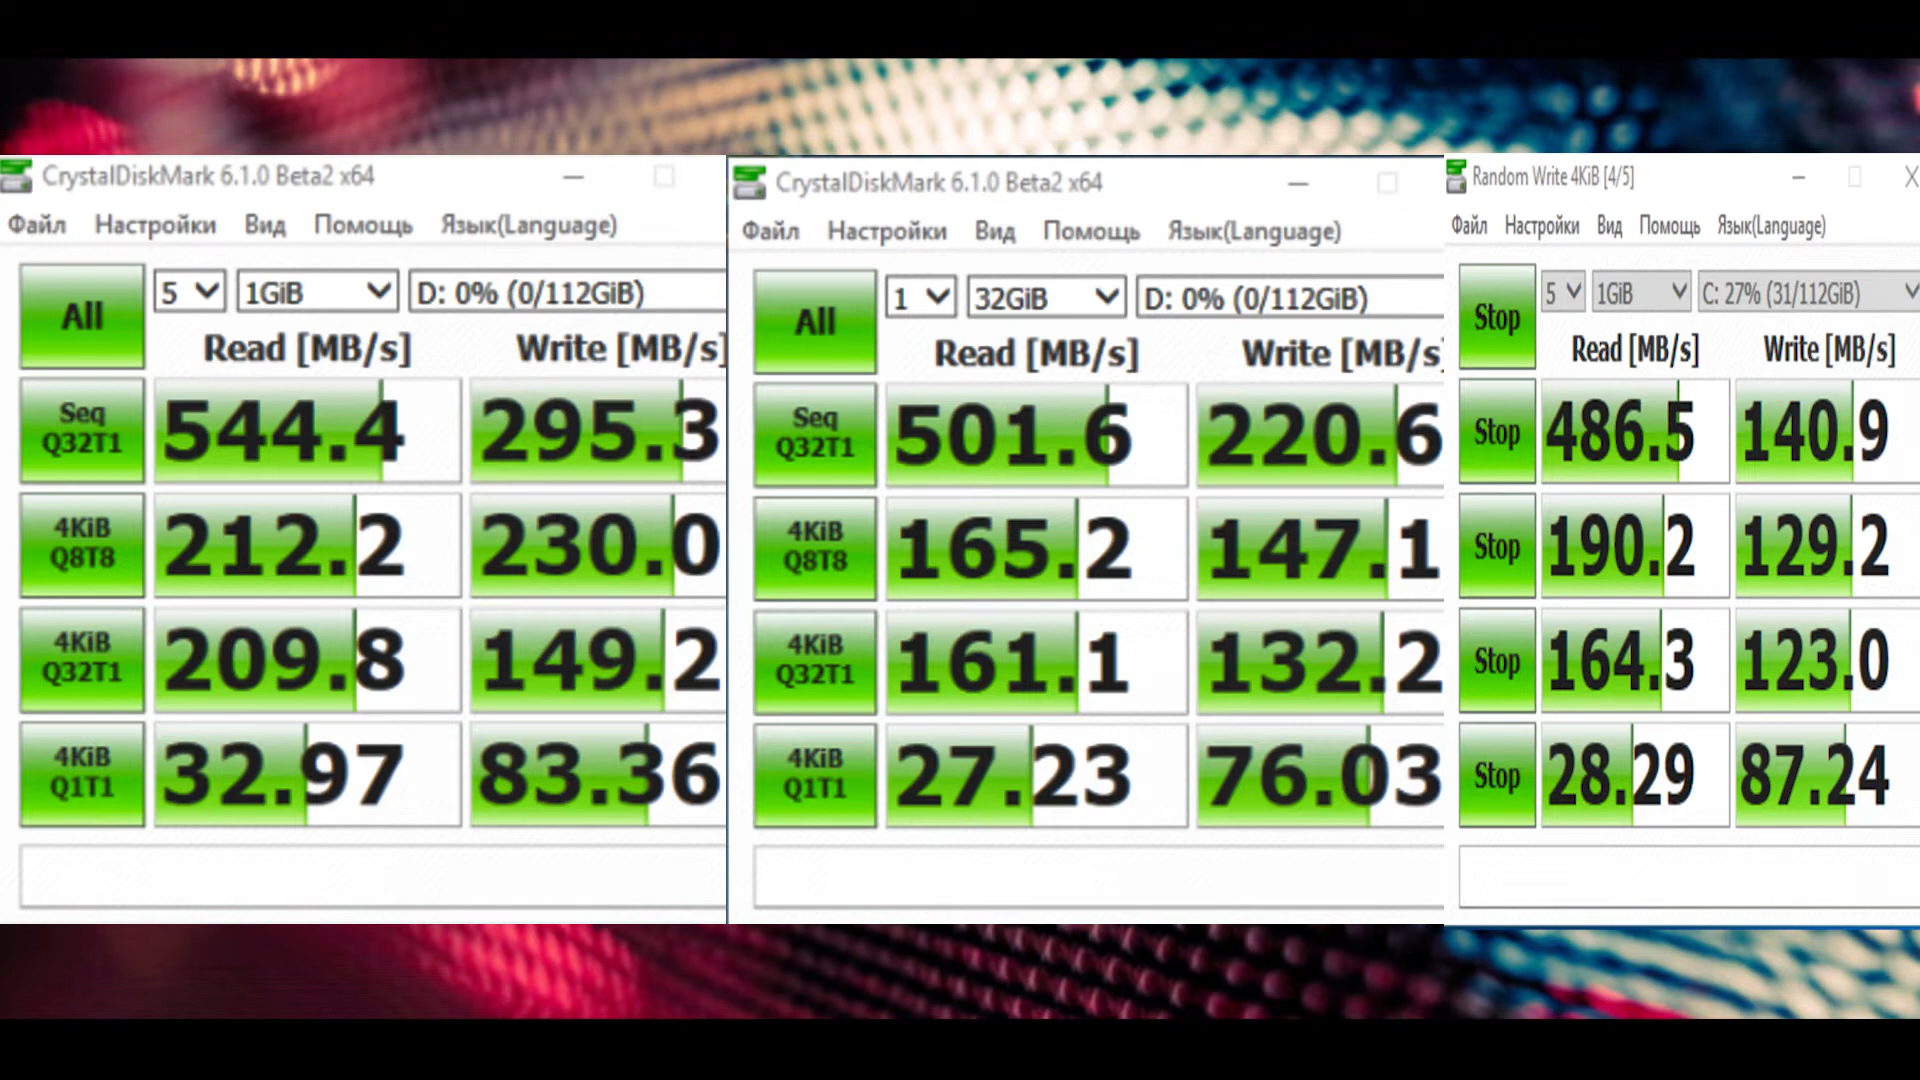 CrystalDiskMark 6.1.0 Beta2 x64
Файл Настройки Вид Помощь Язык(Language)
All 5 1GiB D: 0% (0/112GiB)
Read [MB/s] Write [MB/s]
Seq Q32T1 544.4 295.3
4KiB Q8T8 212.2 230.0
4KiB Q32T1 209.8 149.2
4KiB Q1T1 32.97 83.36
CrystalDiskMark 6.1.0 Beta2 x64
Файл Настройки Вид Помощь Язык(Language)
All 1 32GiB D: 0% (0/112GiB)
Read [MB/s] Write [MB/s
Seq Q32T1 501.6 220.6
4KiB Q8T8 165.2 147.1
4KiB Q32T1 161.1 132.2
4KiB Q1T1 27.23 76.03
Random Write 4KiB [4/5]
Файл Настройки Вид Помощь Язык(Language)
Stop 5 1GiB C: 27% (31/112GiB)
Read [MB/s] Write [MB/s]
Stop 486.5 140.9
Stop 190.2 129.2
Stop 164.3 123.0
Stop 28.29 87.24